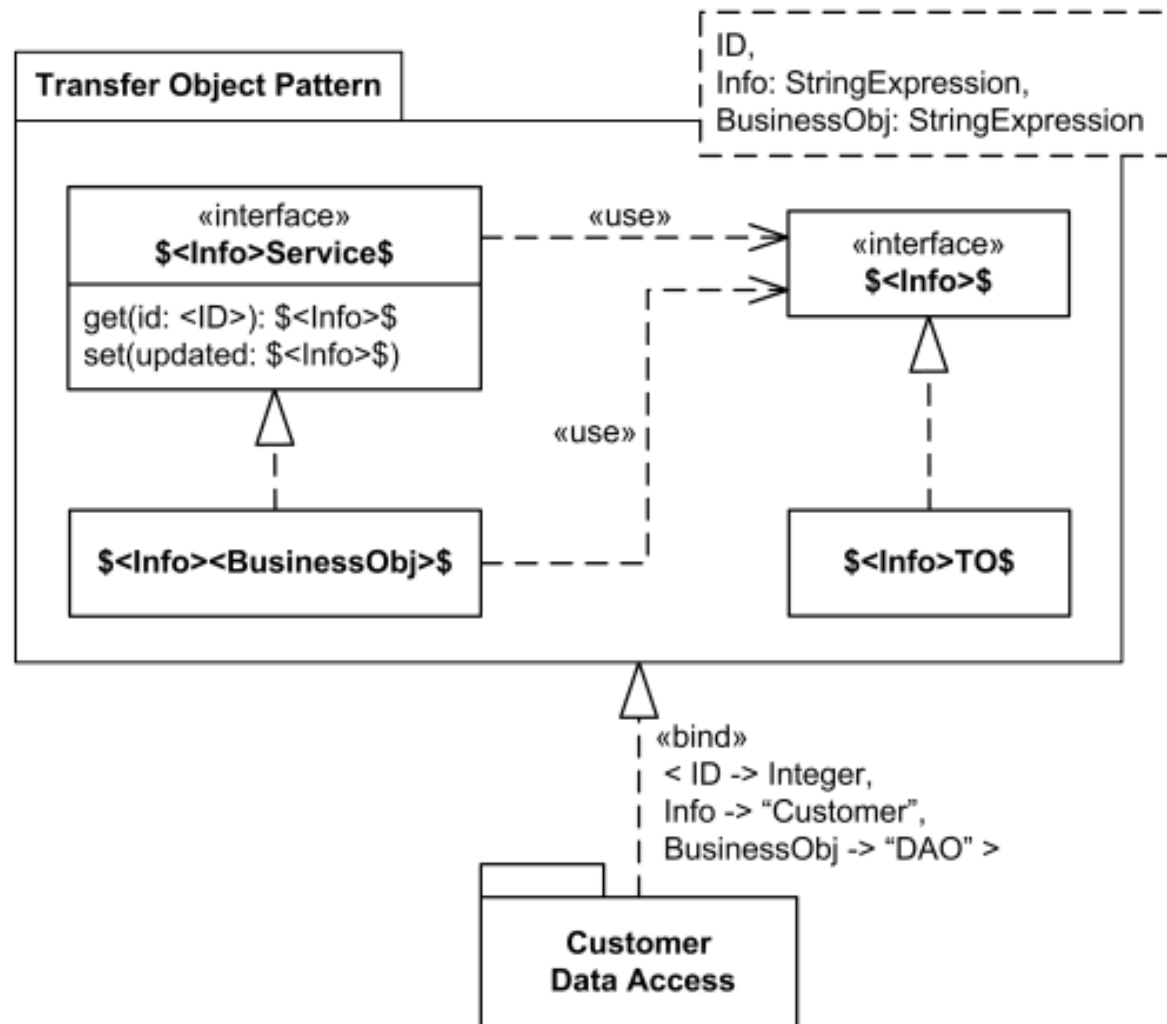 ID,
Info: StringExpression,
BusinessObj: StringExpression
Transfer Object Pattern
«interface»
$<Info>Service$
get(id: <ID>): $<Info>$
set(updated: $<Info>$)
«use»
«interface»
$<Info>$
«use»
$<Info><BusinessObj>$
$<Info>TO$
«bind»
< ID -> Integer,
Info -> “Customer”,
BusinessObj -> “DAO” >
Customer
Data Access